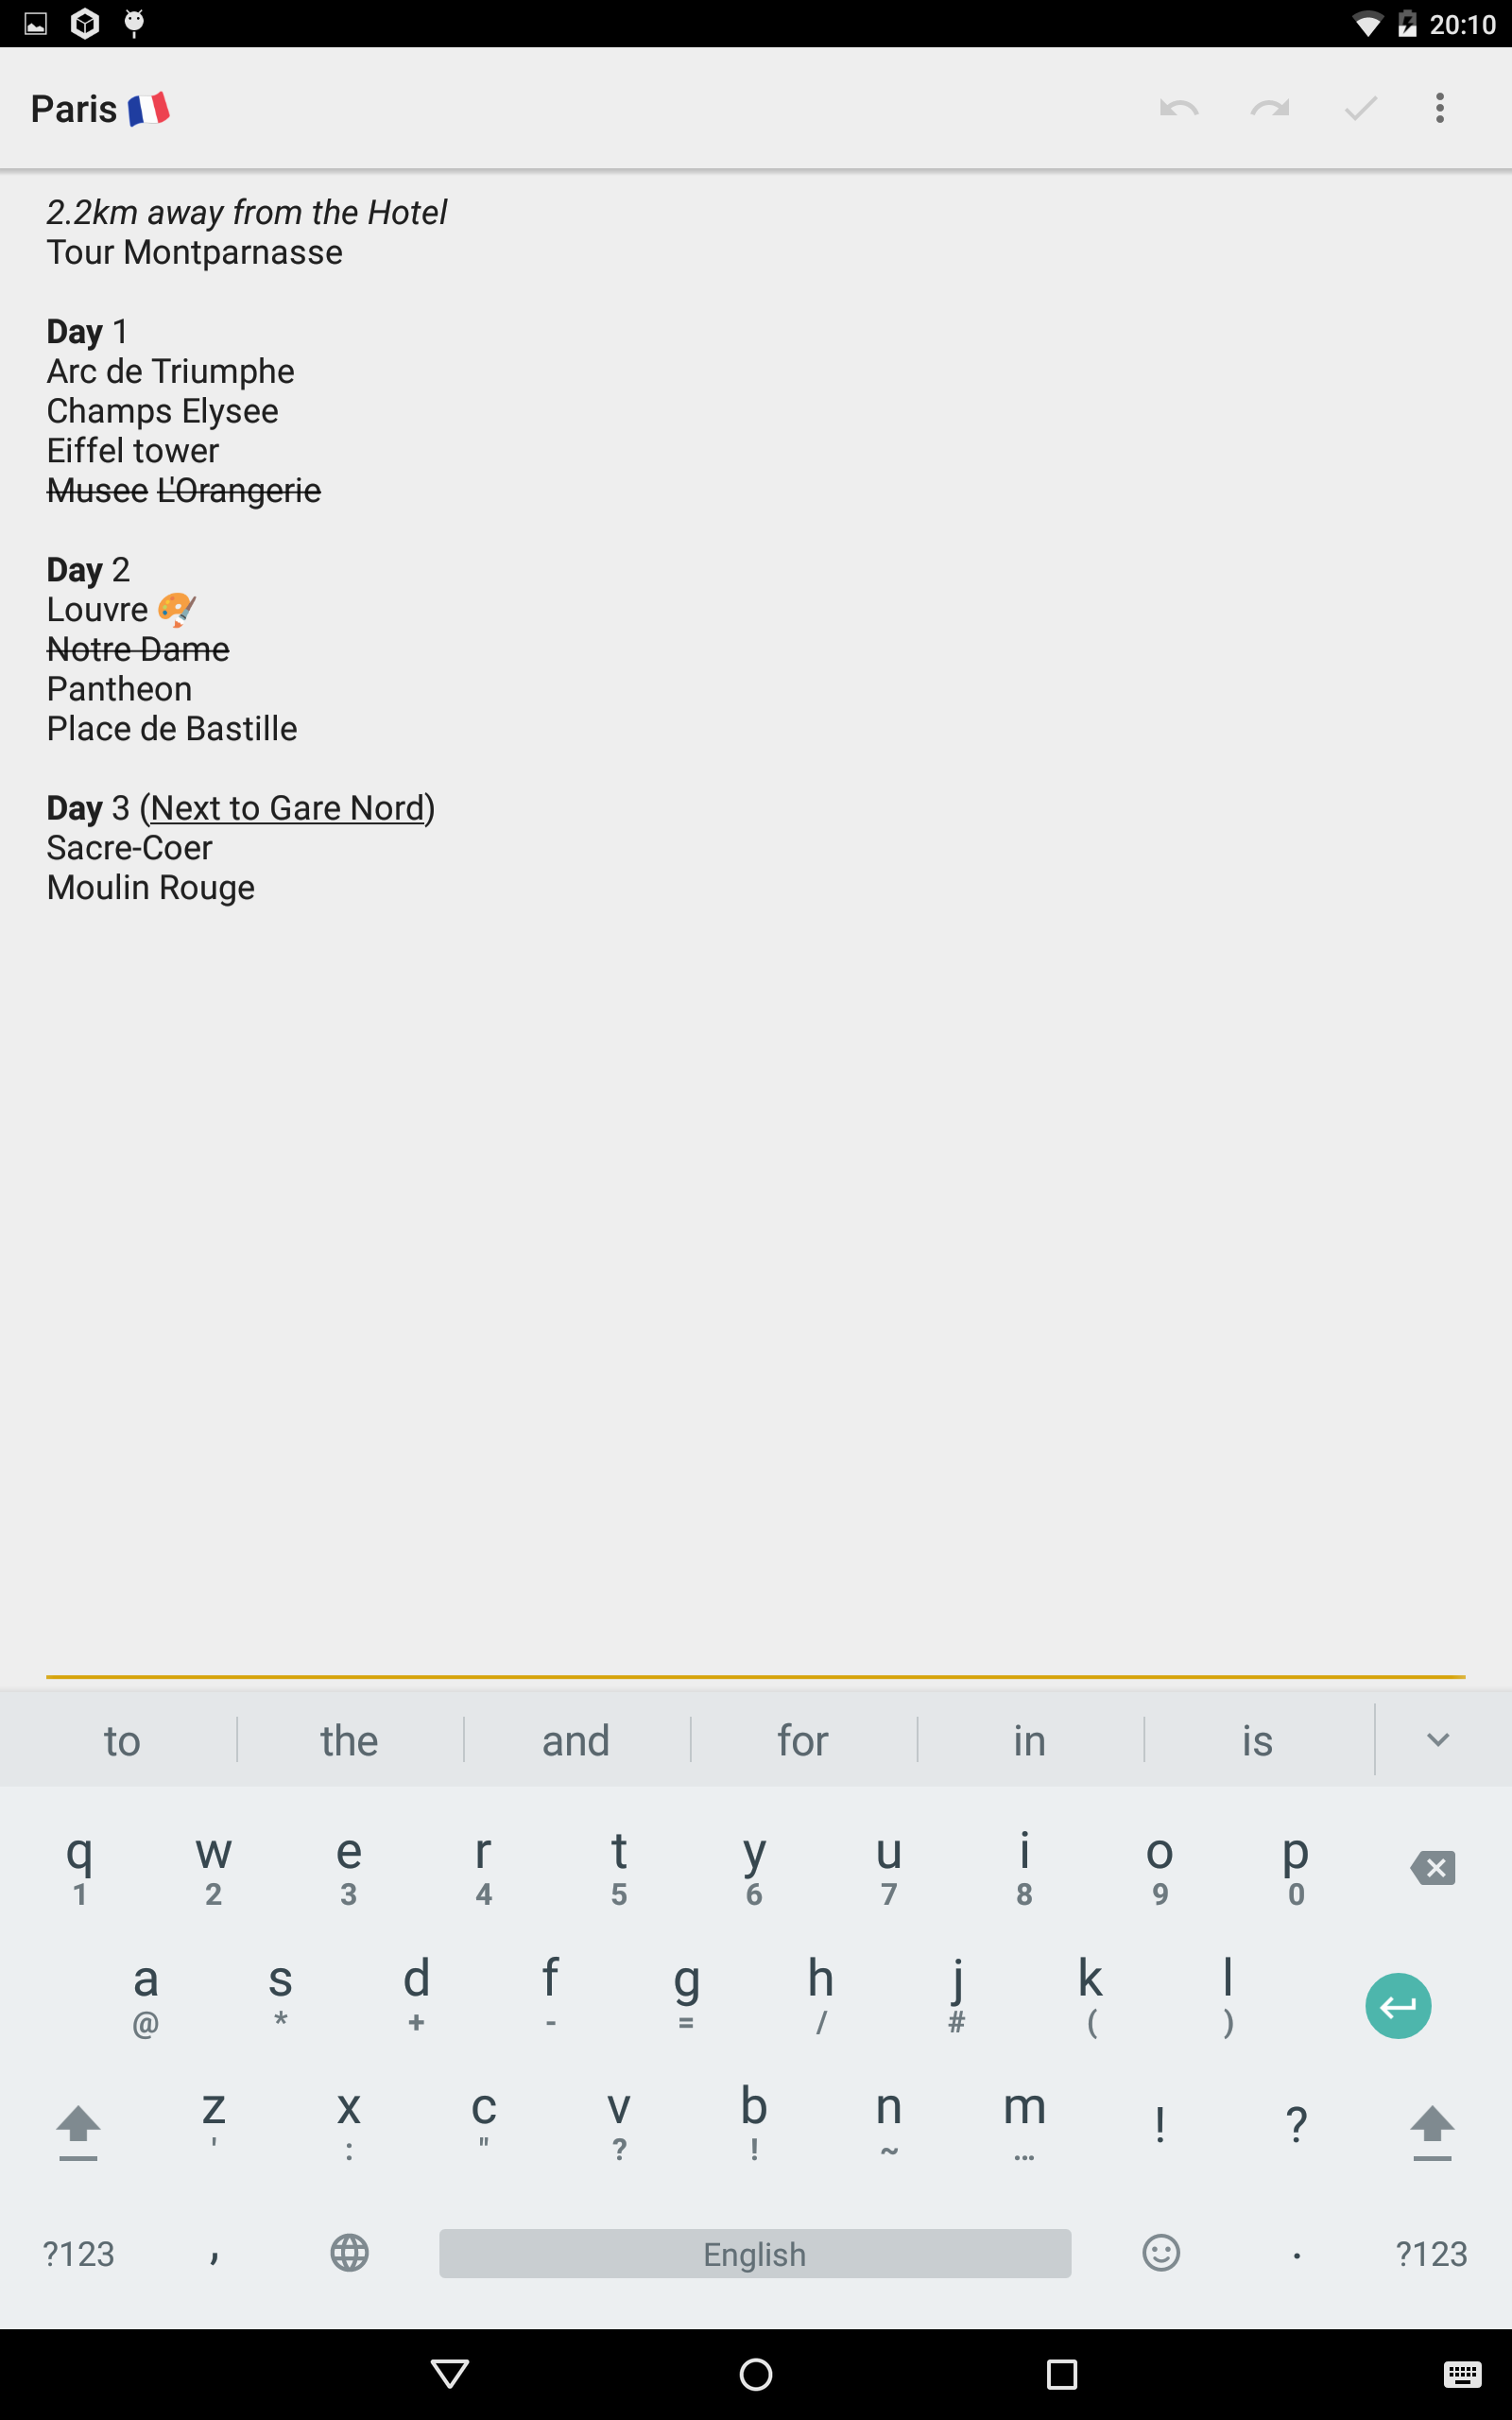 20:10
Paris 🇫🇷
2.2km away from the Hotel
Tour Montparnasse
Day 1
Arc de Triumphe
Champs Elysee
Eiffel tower
Musee L'Orangerie
Day 2
Louvre 🎨
Notre Dame
Pantheon
Place de Bastille
Day 3 (Next to Gare Nord)
Sacre-Coer
Moulin Rouge
to the and for in is
q w e r t y u i o p
1 2 3 4 5 6 7 8 9 0
a s d f g h j k l
@ * + - = / # ( )
z x c v b n m ! ?
' : " ? ! ~ …
?123 , English . ?123